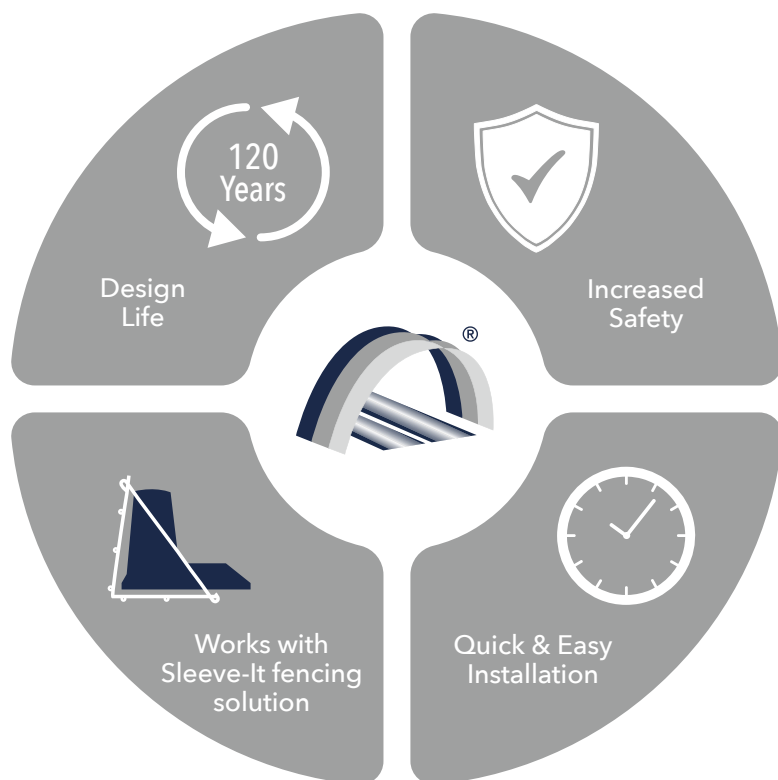 120
Years
Design
Life
Increased
Safety
®
Works with
Sleeve-It fencing
solution
Quick & Easy
Installation